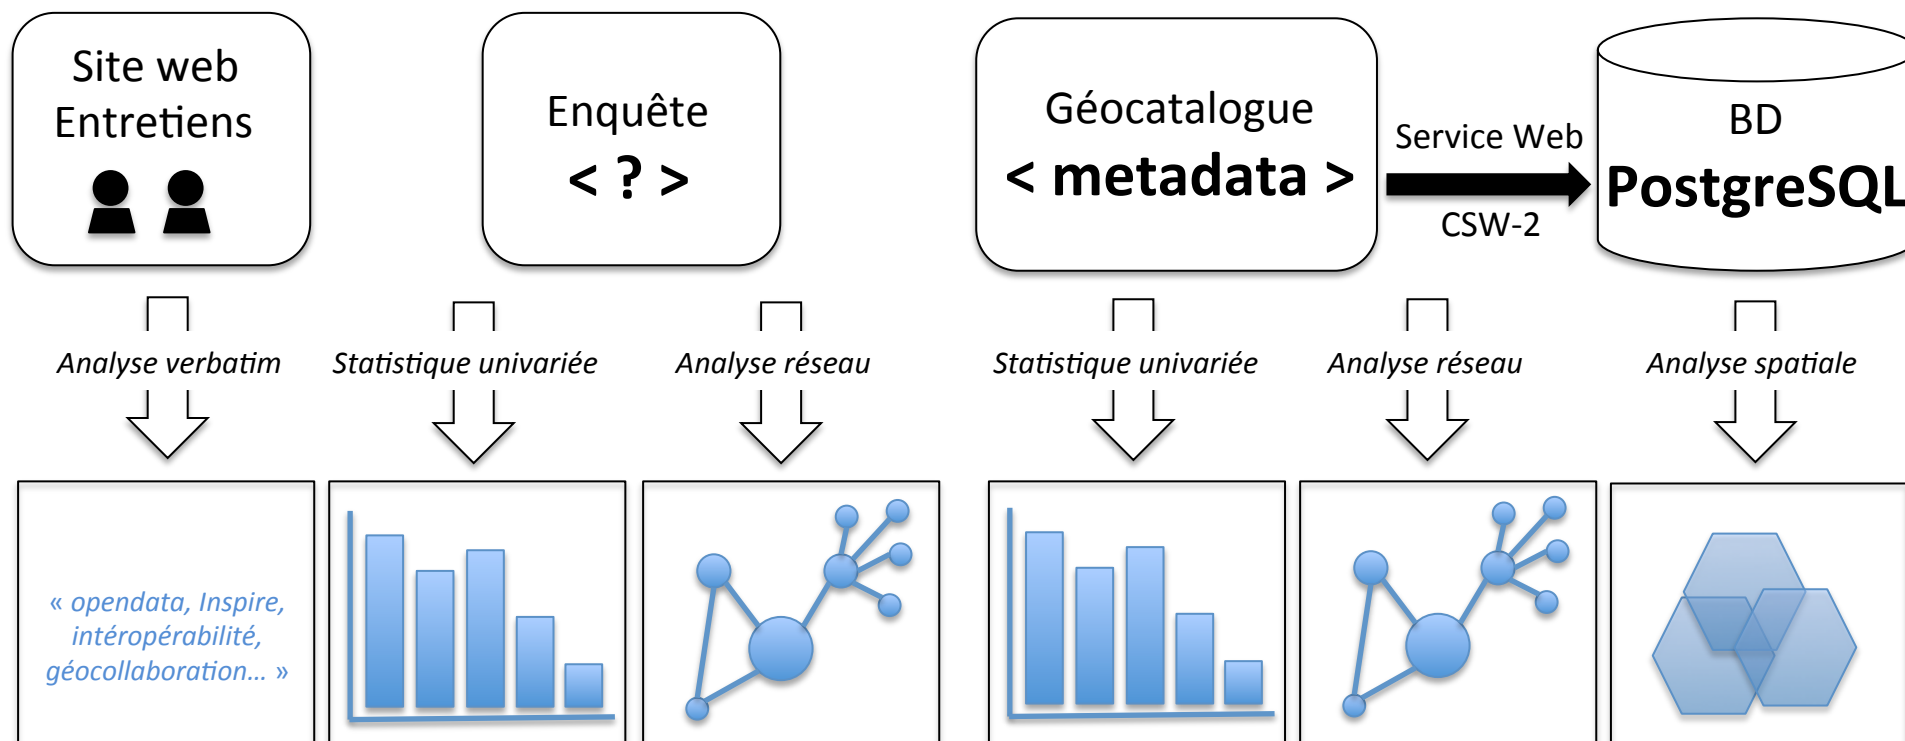 Site web
Entretiens
Enquête
< ? >
Géocatalogue
< metadata >
Service Web
CSW-2
BD
PostgreSQL
Analyse verbatim
Statistique univariée
Analyse réseau
Statistique univariée
Analyse réseau
Analyse spatiale
« opendata, Inspire,
intéropérabilité,
géocollaboration... »